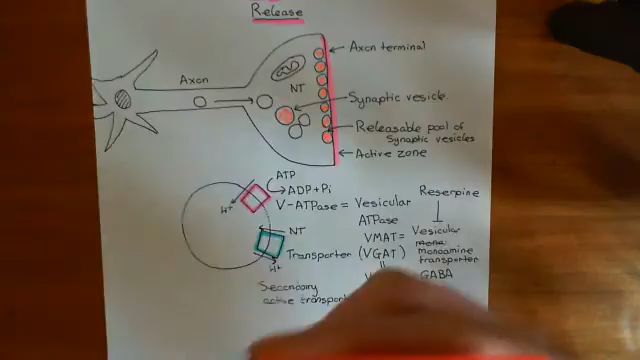 Release
Axon terminal
Axon
NT
Synaptic vesicle.
Releasable pool of
Synaptic vesicles
Active zone
ATP
ADP+Pi
H+
V-ATPase = Vesicular
ATPase
Reserpine
NT
VMAT = Vesicular
mono
monoamine
transporter
Transporter (VGAT)
H+
GABA
Secondary
active transport